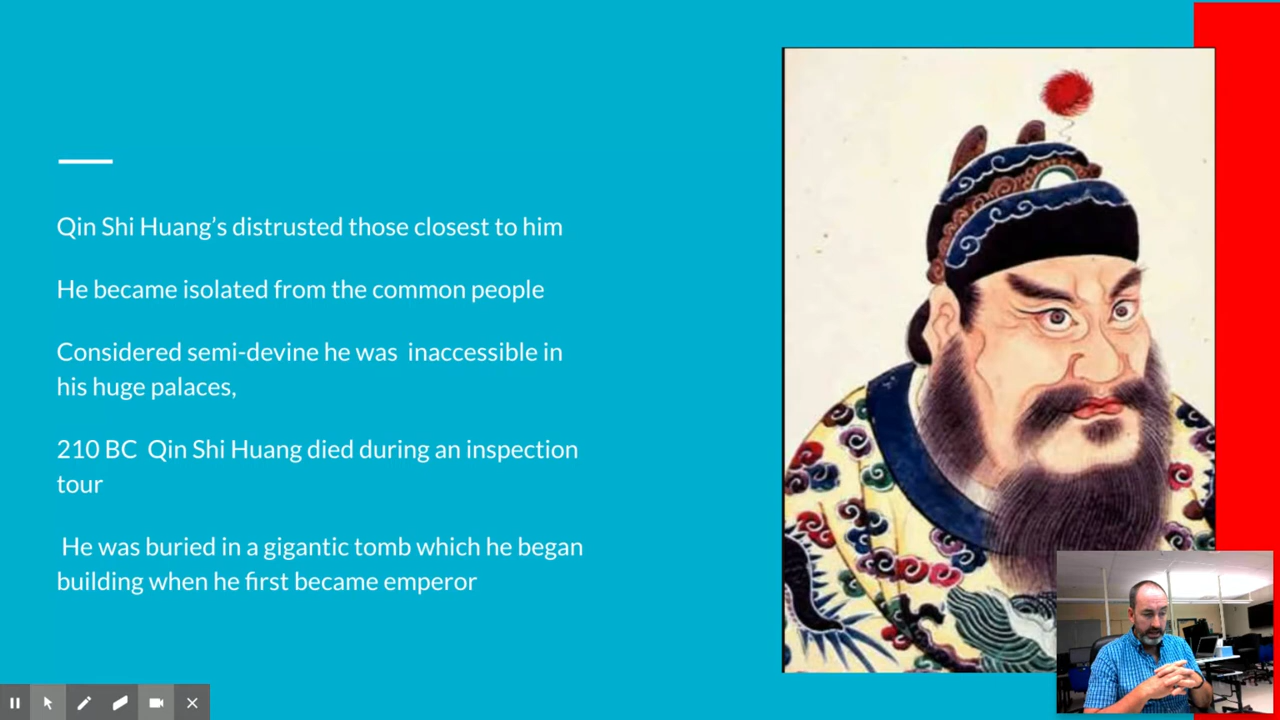 Qin Shi Huang’s distrusted those closest to him
He became isolated from the common people
Considered semi-devine he was  inaccessible in
his huge palaces,
210 BC  Qin Shi Huang died during an inspection
tour
He was buried in a gigantic tomb which he began
building when he first became emperor